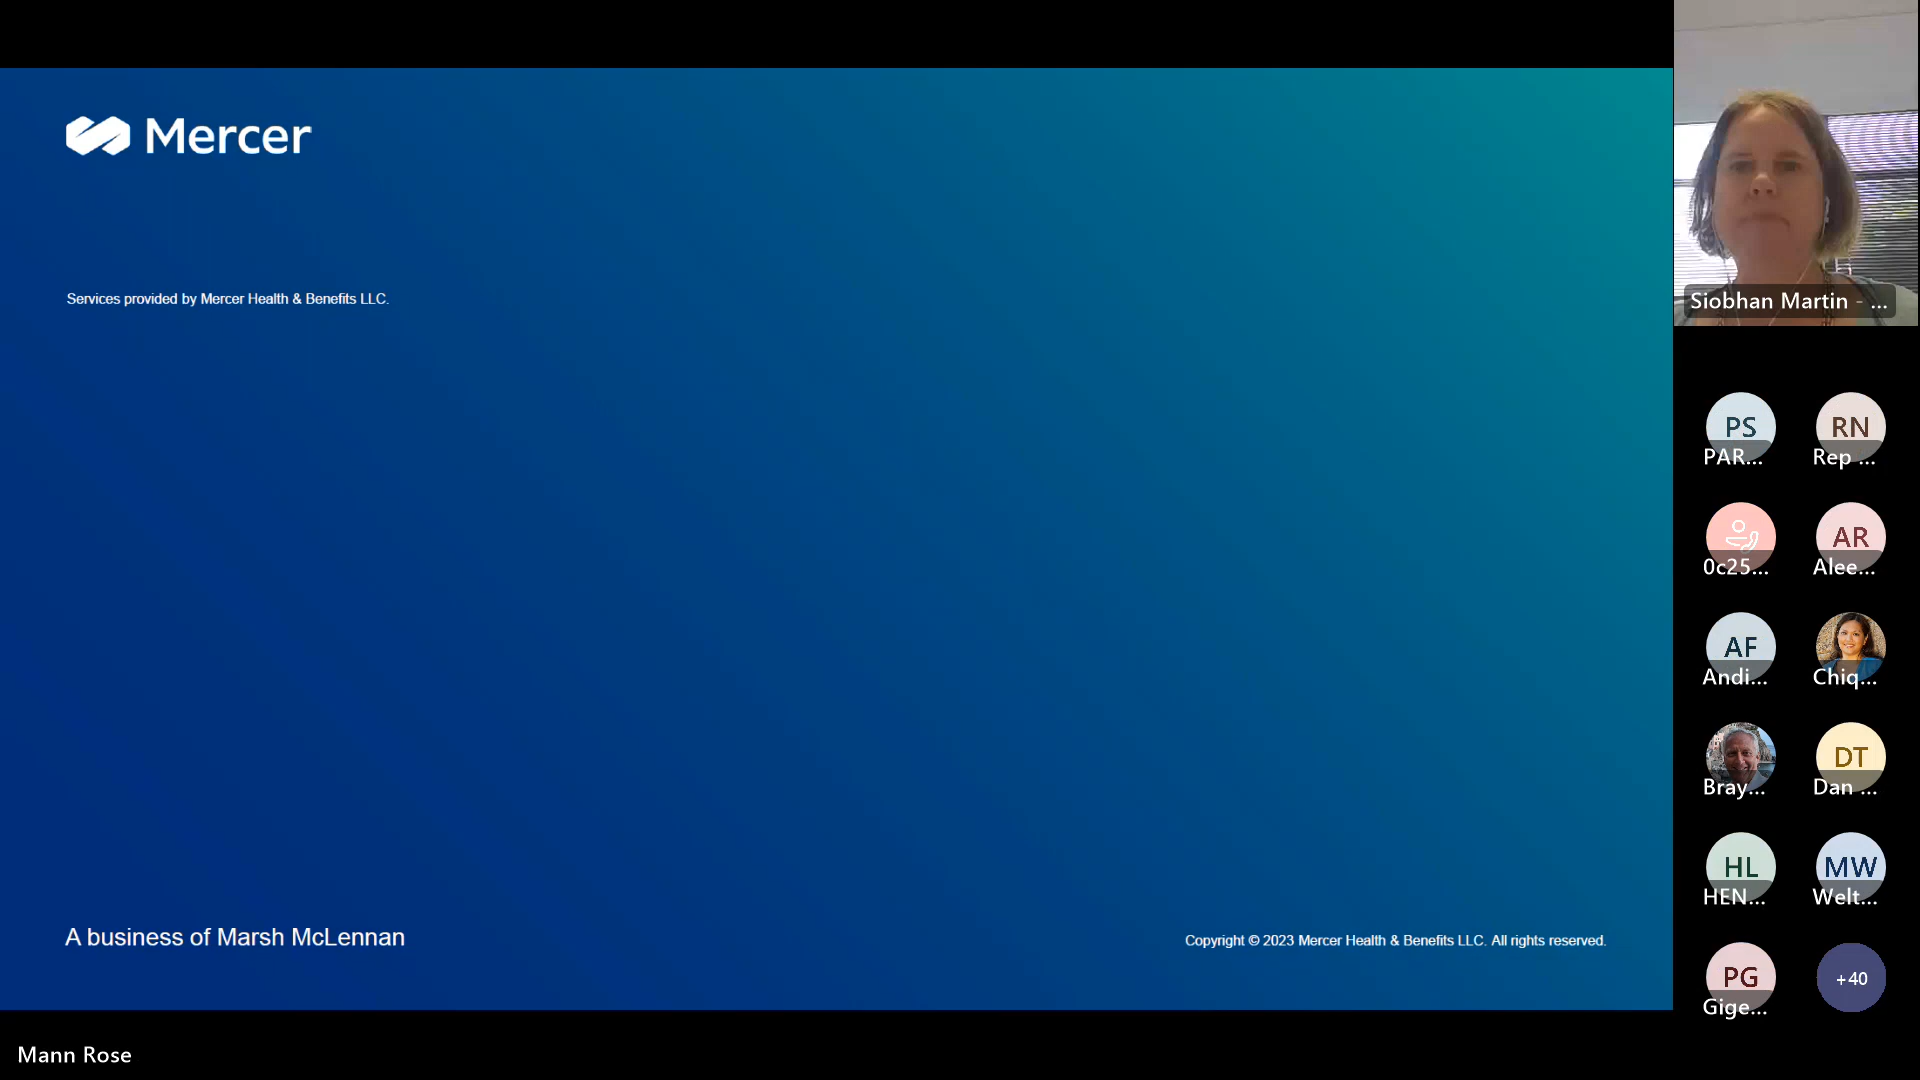 Mercer
Services provided by Mercer Health & Benefits LLC.
A business of Marsh McLennan
Copyright © 2023 Mercer Health & Benefits LLC. All rights reserved.
Mann Rose
Siobhan Martin - ...
PS
PAR...
RN
Rep ...
0c25...
AR
Alee...
AF
Andi...
Chiq...
Bray...
DT
Dan ...
HL
HEN...
MW
Welt...
PG
Gige...
+40